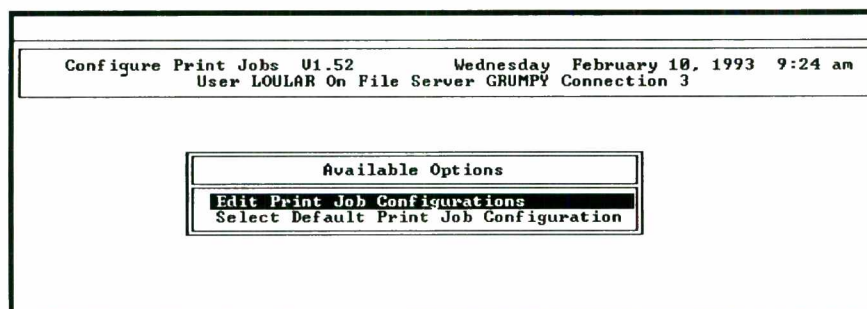 Configure Print Jobs V1.52 Wednesday February 10, 1993 9:24 am
User LOULAR On File Server GRUMPY Connection 3
Available Options
Edit Print Job Configurations
Select Default Print Job Configuration